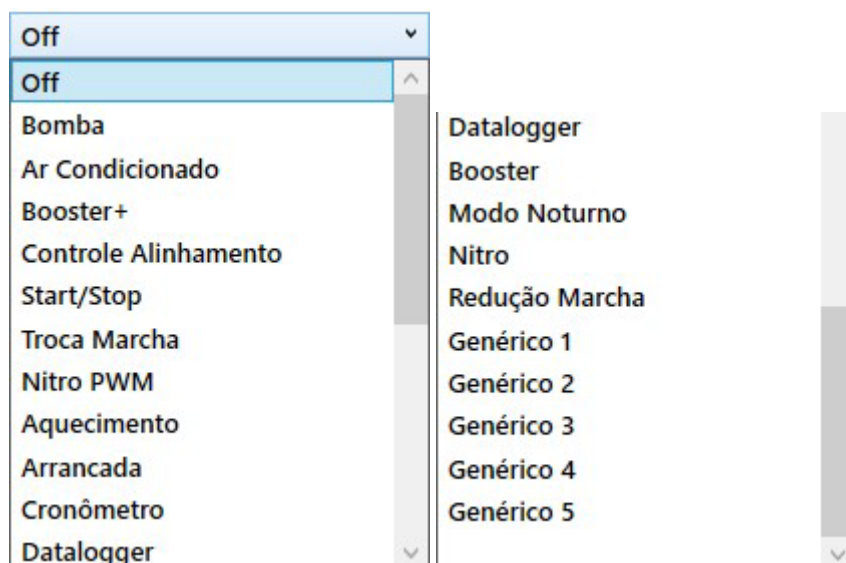 Off
Off
Bomba
Ar Condicionado
Booster+
Controle Alinhamento
Start/Stop
Troca Marcha
Nitro PWM
Aquecimento
Arrancada
Cronômetro
Datalogger
Datalogger
Booster
Modo Noturno
Nitro
Redução Marcha
Genérico 1
Genérico 2
Genérico 3
Genérico 4
Genérico 5